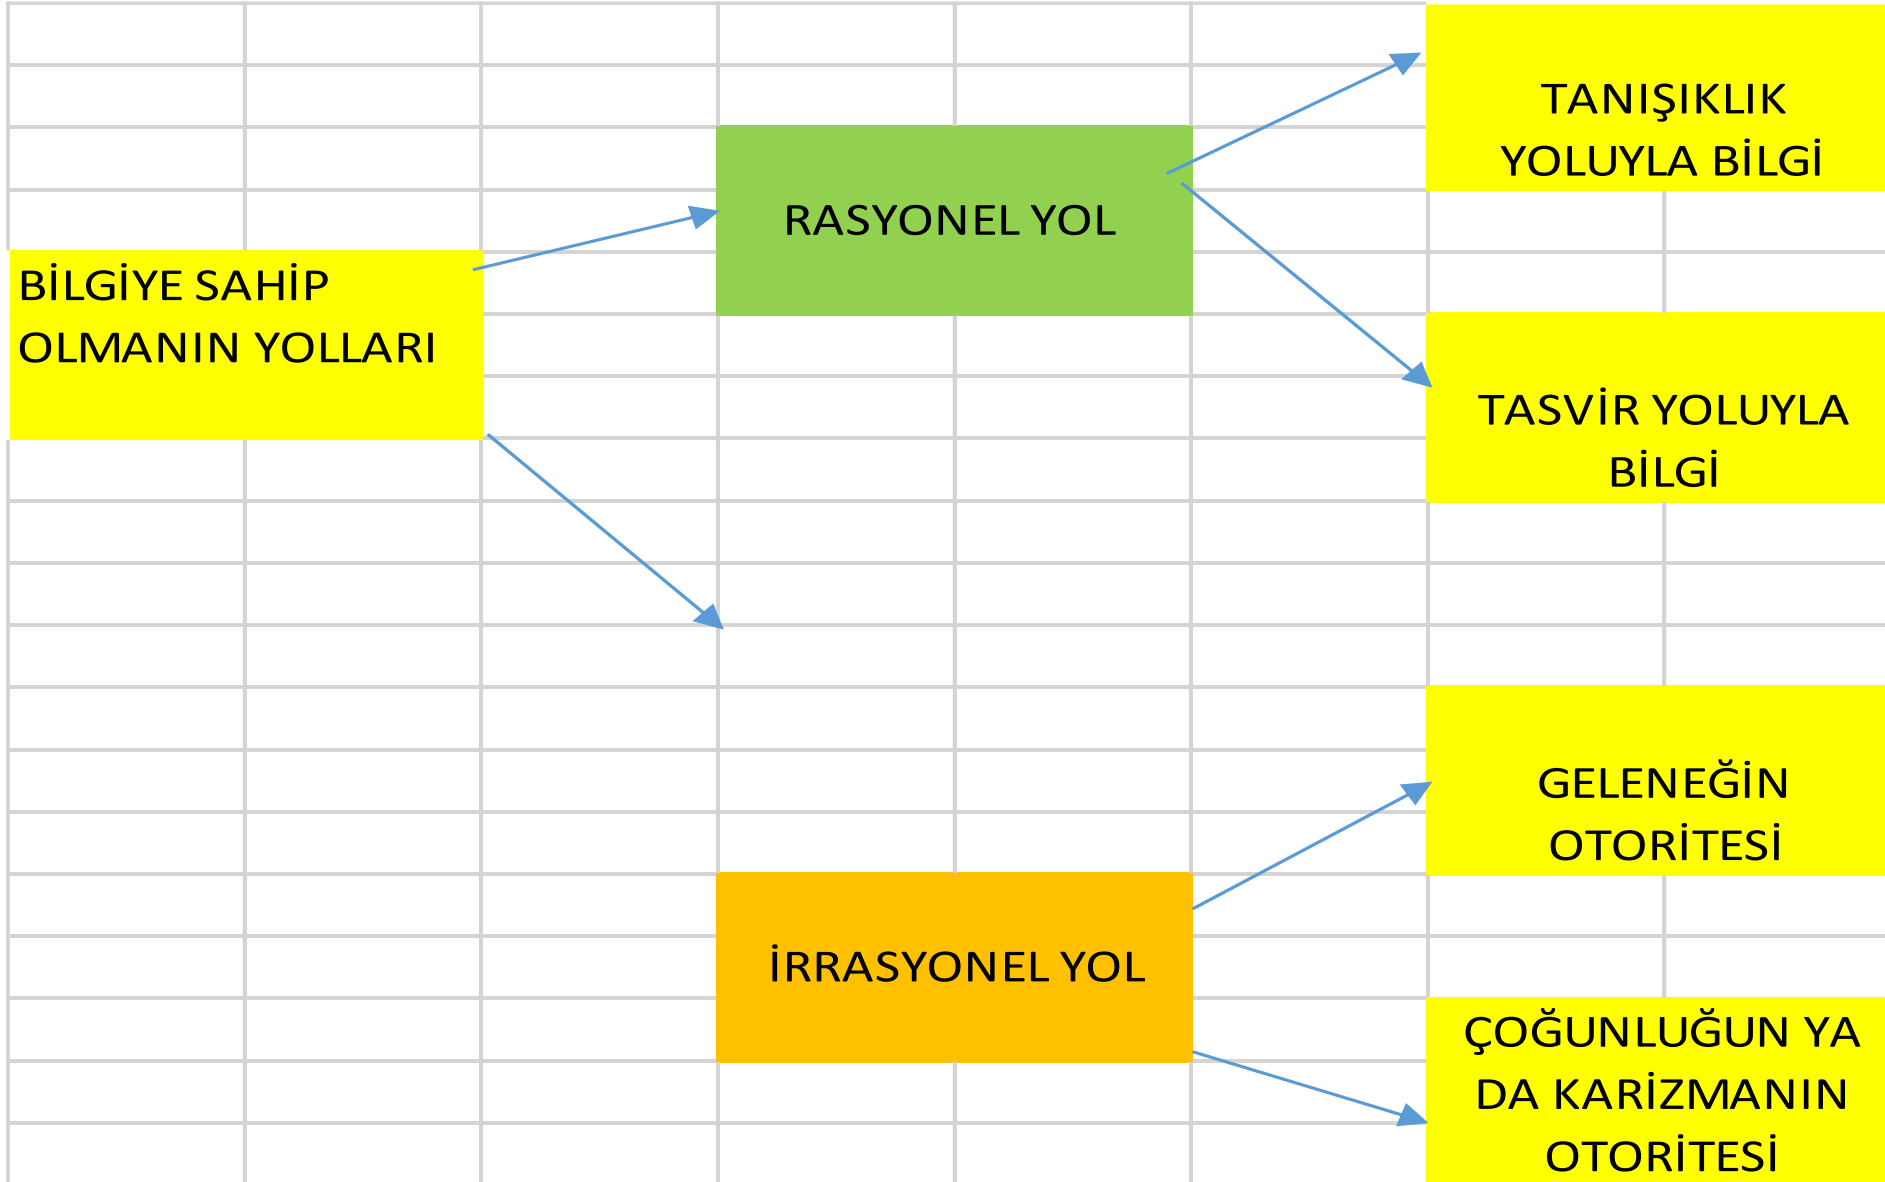 BİLGİYE SAHİP
OLMANIN YOLLARI
RASYONEL YOL
TANIŞIKLIK
YOLUYLA BİLGİ
TASVİR YOLUYLA
BİLGİ
İRRASYONEL YOL
GELENEĞİN
OTORİTESİ
ÇOĞUNLUĞUN YA
DA KARİZMANIN
OTORİTESİ